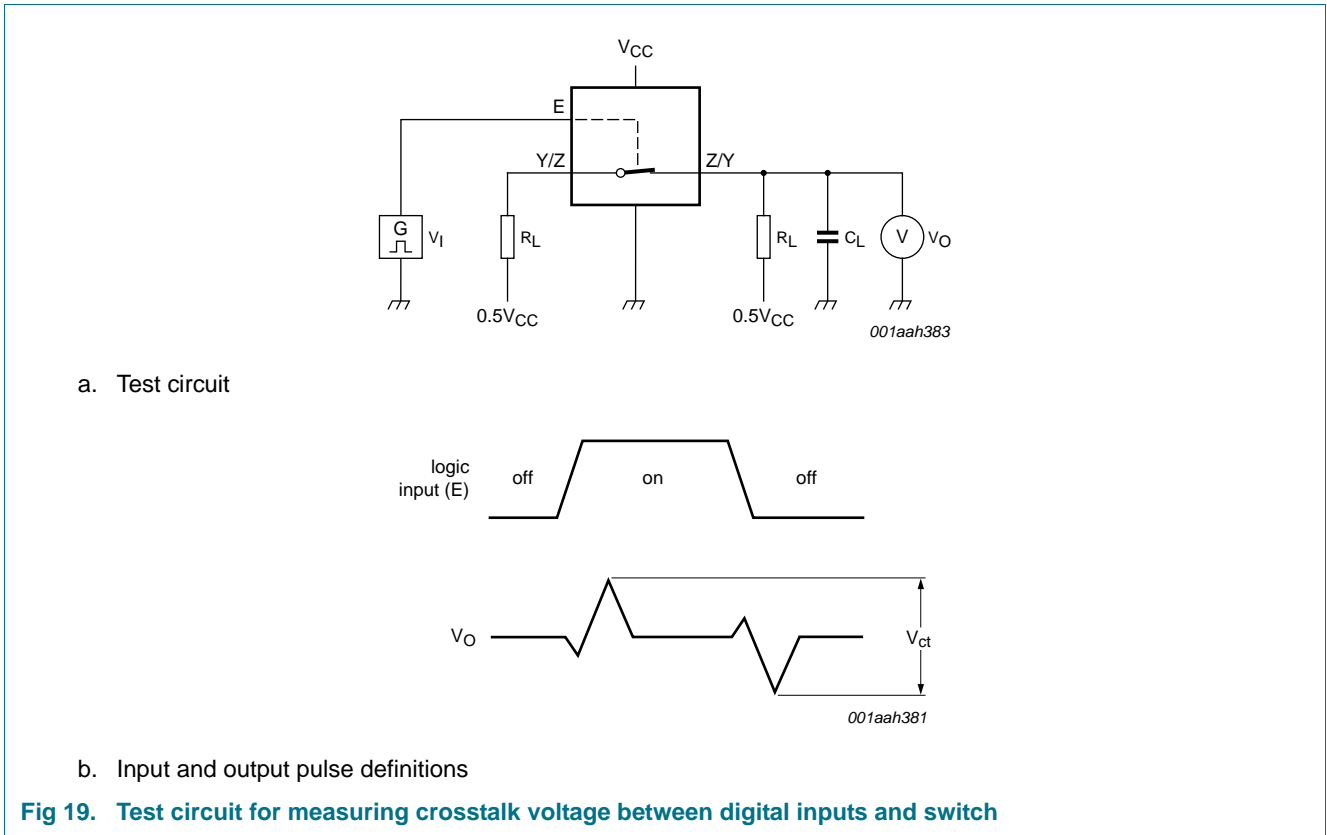 VCC
E
Y/Z
Z/Y
G
VI
RL
RL
CL
V
VO
0.5VCC
0.5VCC
001aah383
a. Test circuit
logic
input (E)
off
on
off
VO
Vct
001aah381
b. Input and output pulse definitions
Fig 19. Test circuit for measuring crosstalk voltage between digital inputs and switch